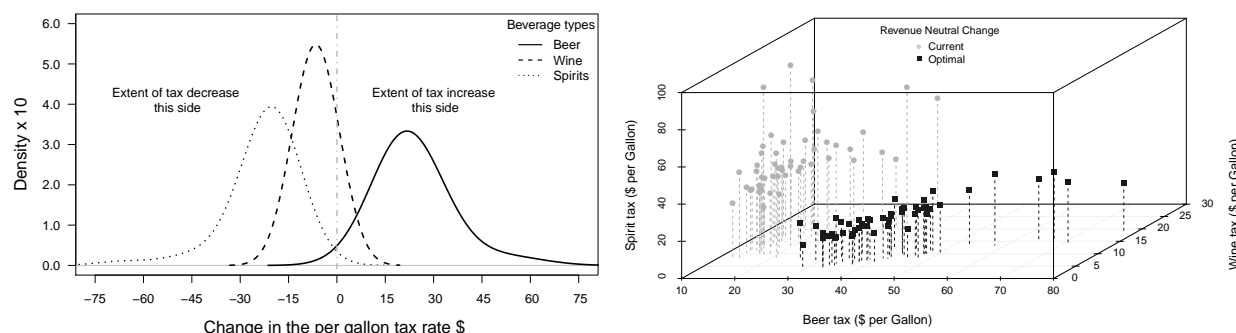 Beverage types
Beer
Wine
Spirits
Extent of tax decrease
this side
Extent of tax increase
this side
Density x 10
6.0
5.0
4.0
3.0
2.0
1.0
0.0
−75 −60 −45 −30 −15 0 15 30 45 60 75
Change in the per gallon tax rate $
Revenue Neutral Change
Current
Optimal
Spirit tax ($ per Gallon)
100
80
60
40
20
0
10 20 30 40 50 60 70 80
Beer tax ($ per Gallon)
0 5 10 15 20 25 30
Wine tax ($ per Gallon)